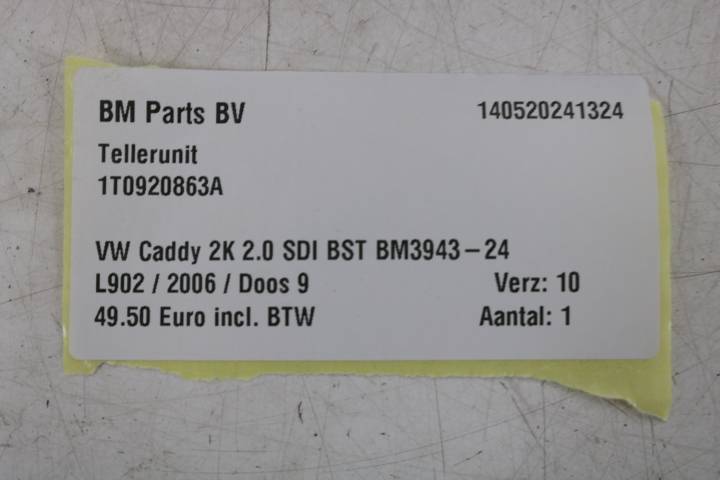 BM Parts BV 140520241324
Tellerunit
1T0920863A
VW Caddy 2K 2.0 SDI BST BM3943-24
L902 / 2006 / Doos 9 Verz: 10
49.50 Euro incl. BTW Aantal: 1